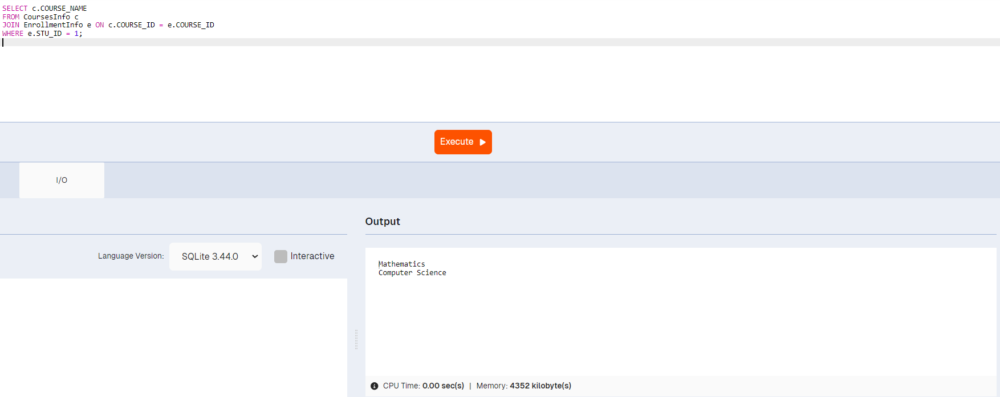 SELECT c.COURSE_NAME
FROM CoursesInfo c
JOIN EnrollmentInfo e ON c.COURSE_ID = e.COURSE_ID
WHERE e.STU_ID = 1;
Execute
I/O
Output
Language Version:
SQLite 3.44.0
Interactive
Mathematics
Computer Science
CPU Time: 0.00 sec(s) | Memory: 4352 kilobyte(s)